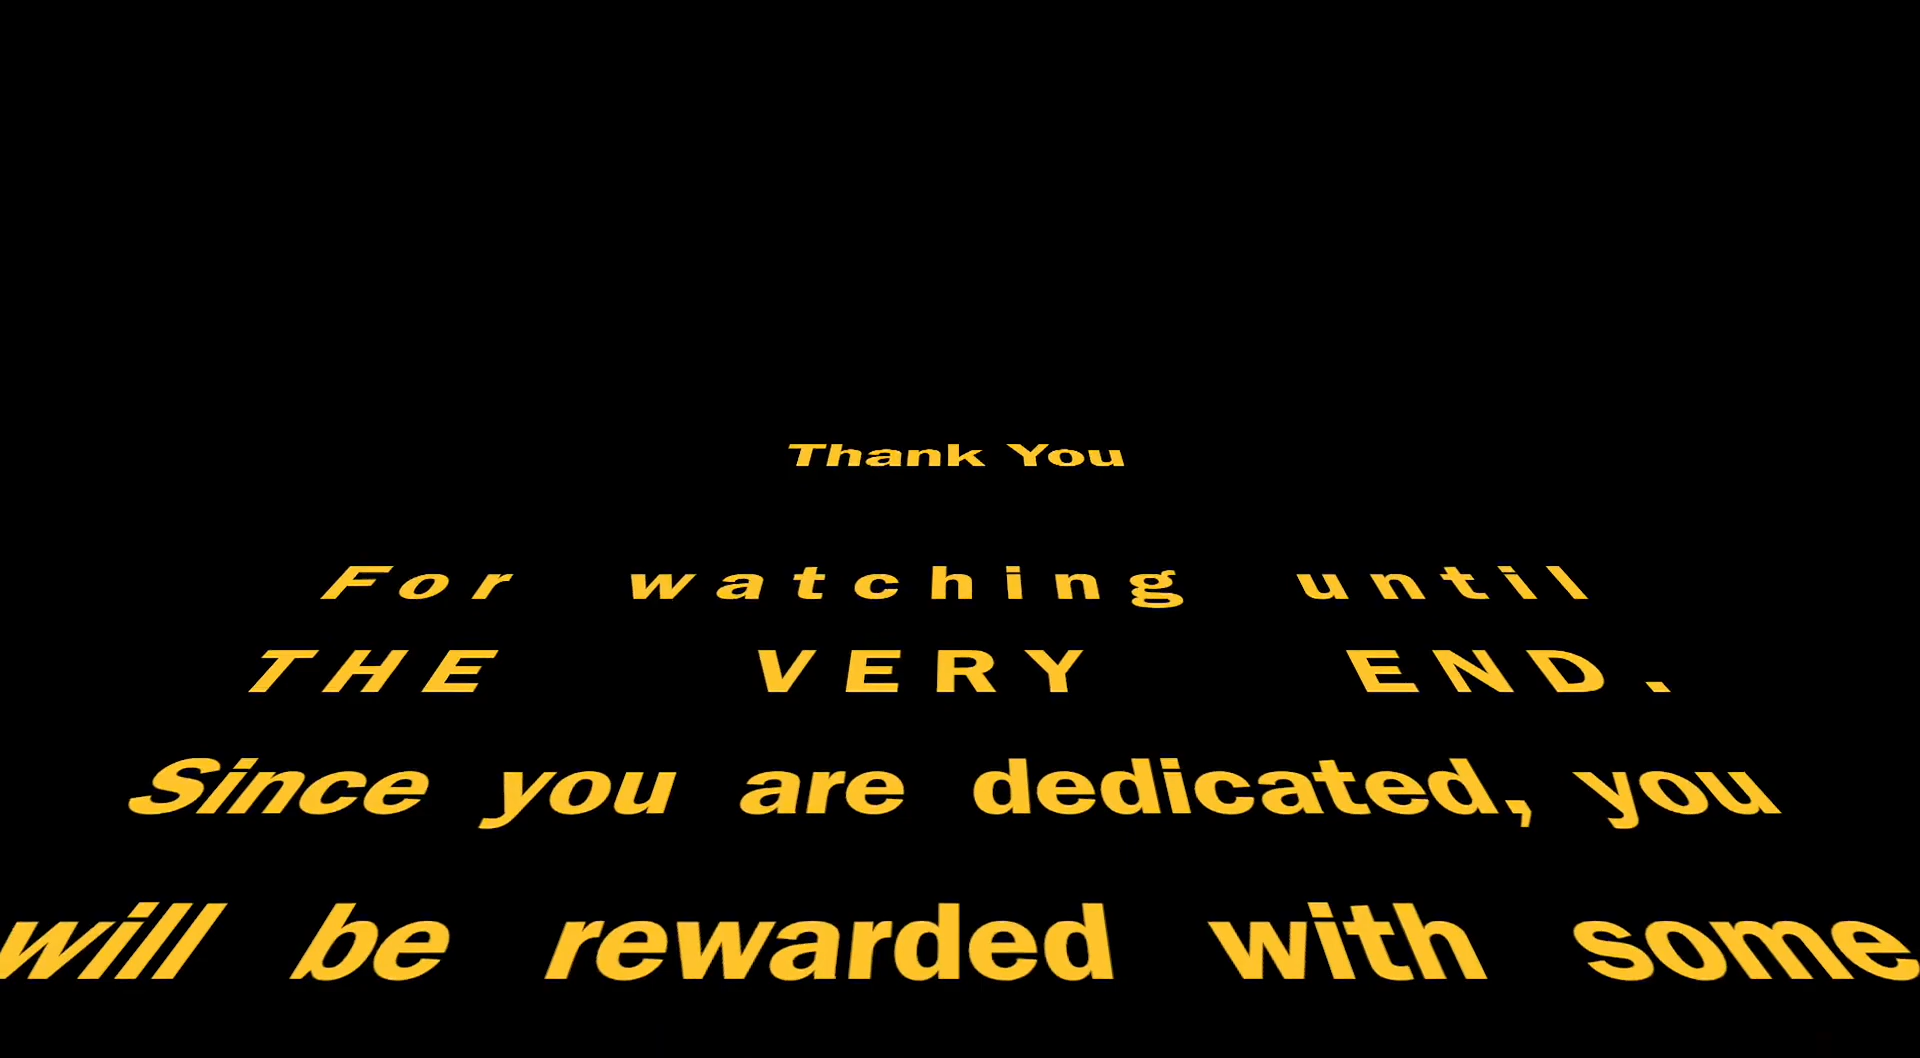 Thank You
For watching until
THE VERY END.
Since you are dedicated, you
will be rewarded with some